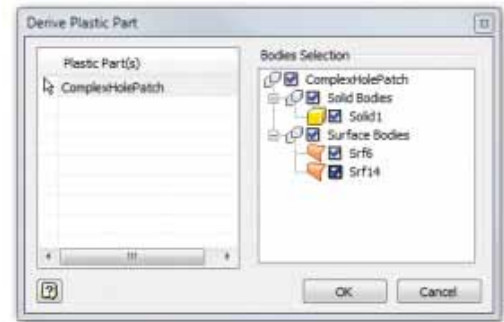 Derive Plastic Part
Plastic Part(s)
ComplexHolePatch
Bodies Selection
ComplexHolePatch
Solid Bodies
Solid1
Surface Bodies
Srf6
Srf14
OK
Cancel